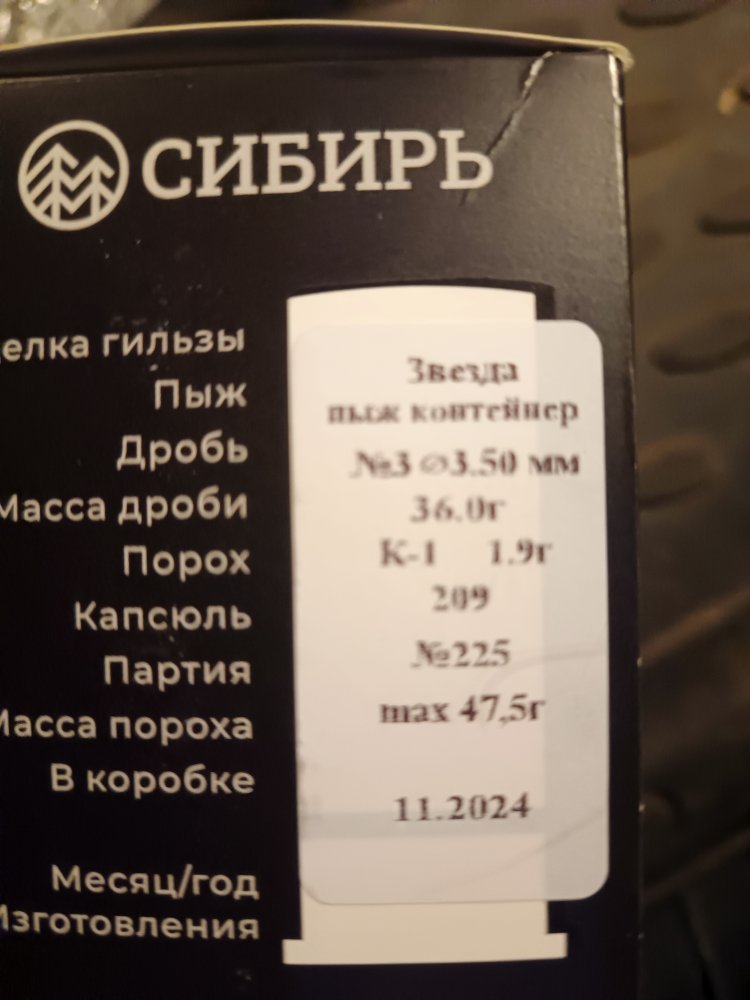 СИБИРЬ
елка гильзы Звезда
Пыж пыж контейнер
Дробь №3 ⌀3.50 мм
Масса дроби 36.0г
Порох К-1 1.9г
Капсюль 209
Партия №225
Масса пороха max 47,5г
В коробке
11.2024
Месяц/год
Изготовления